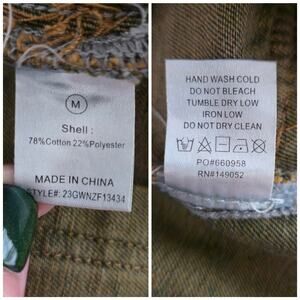 M
Shell :
78%Cotton 22%Polyester
MADE IN CHINA
STYLE#: 23GWNZF13434
HAND WASH COLD
DO NOT BLEACH
TUMBLE DRY LOW
IRON LOW
DO NOT DRY CLEAN
PO#660958
RN#149052